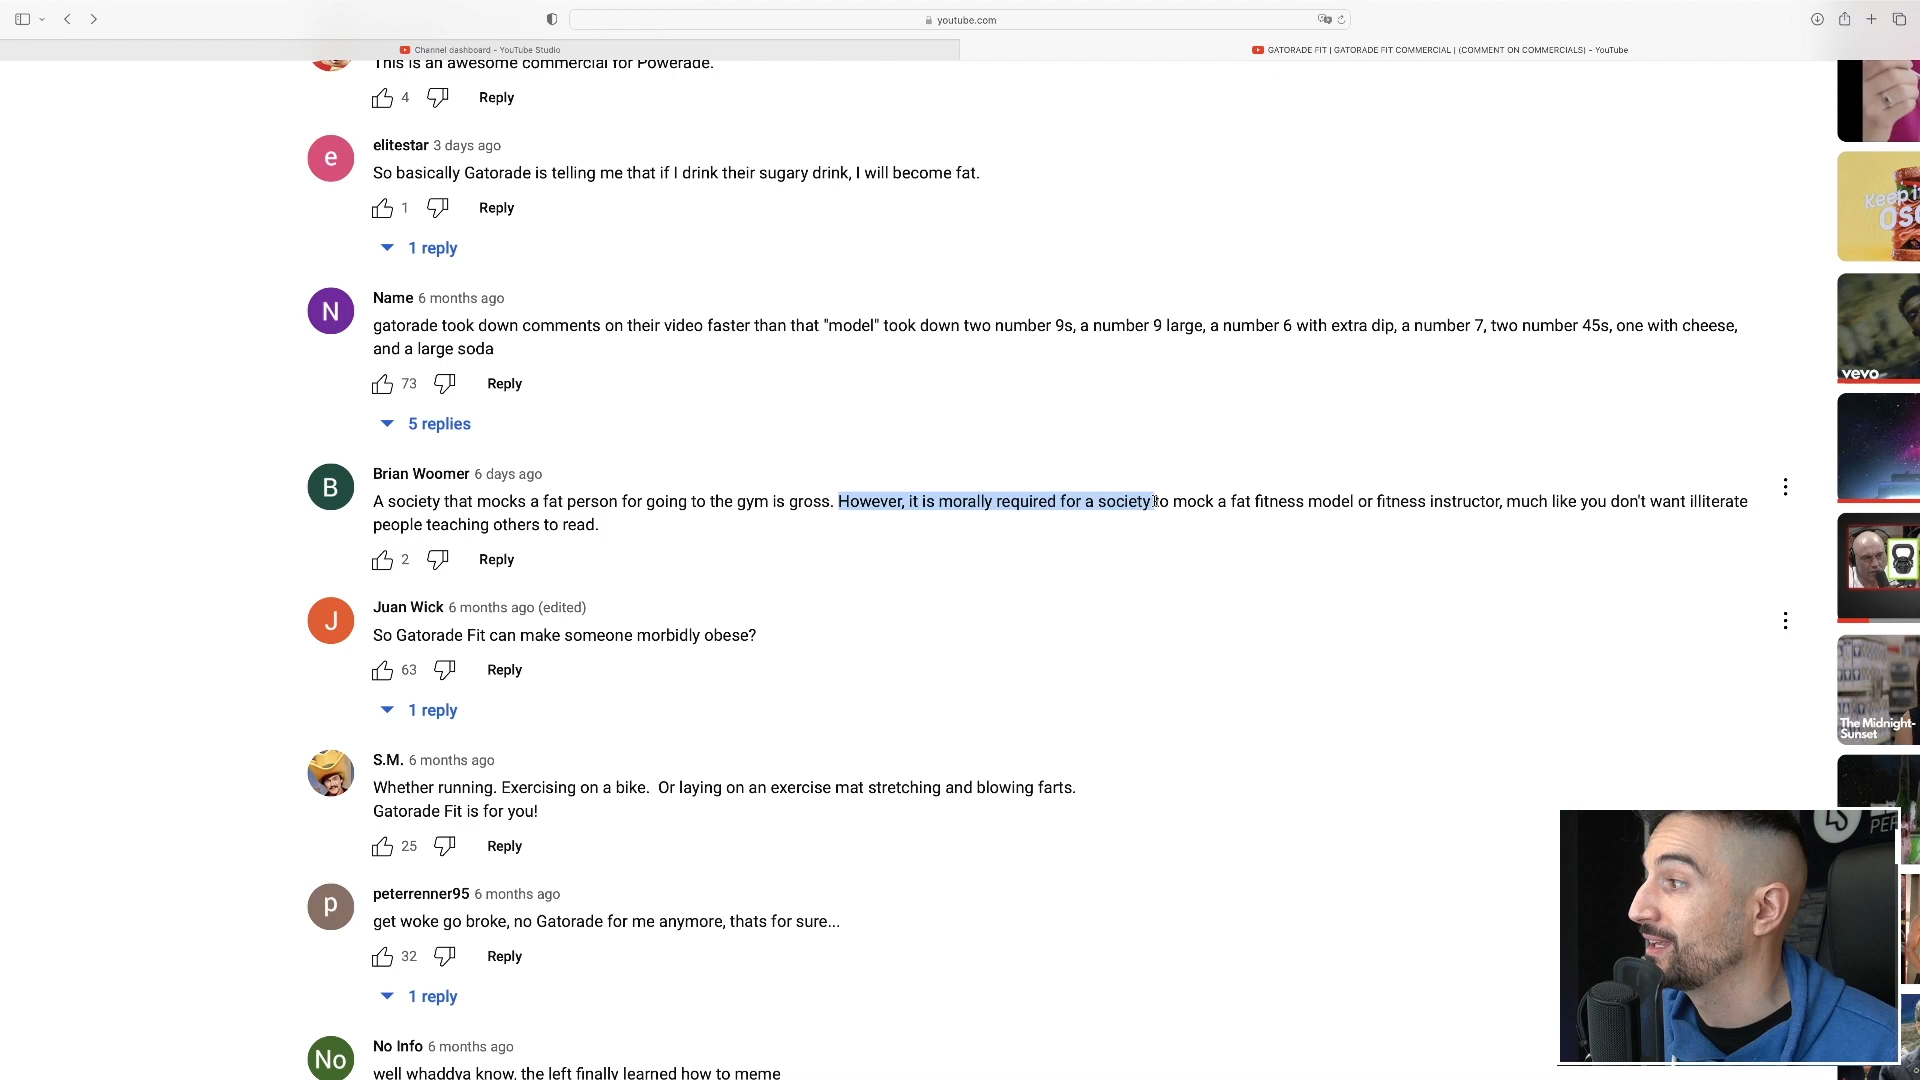 youtube.com
Channel dashboard - YouTube Studio
GATORADE FIT | GATORADE FIT COMMERCIAL | (COMMENT ON COMMERCIALS) - YouTube
This is an awesome commercial for Powerade.
4 Reply
e
elitestar 3 days ago
So basically Gatorade is telling me that if I drink their sugary drink, I will become fat.
1 Reply
1 reply
N
Name 6 months ago
gatorade took down comments on their video faster than that "model" took down two number 9s, a number 9 large, a number 6 with extra dip, a number 7, two number 45s, one with cheese,
and a large soda
73 Reply
5 replies
B
Brian Woomer 6 days ago
A society that mocks a fat person for going to the gym is gross. However, it is morally required for a society to mock a fat fitness model or fitness instructor, much like you don't want illiterate
people teaching others to read.
2 Reply
J
Juan Wick 6 months ago (edited)
So Gatorade Fit can make someone morbidly obese?
63 Reply
1 reply
S.M. 6 months ago
Whether running. Exercising on a bike. Or laying on an exercise mat stretching and blowing farts.
Gatorade Fit is for you!
25 Reply
p
peterrenner95 6 months ago
get woke go broke, no Gatorade for me anymore, thats for sure...
32 Reply
1 reply
No
No Info 6 months ago
well whaddya know, the left finally learned how to meme
vevo
The Midnight-
Sunset